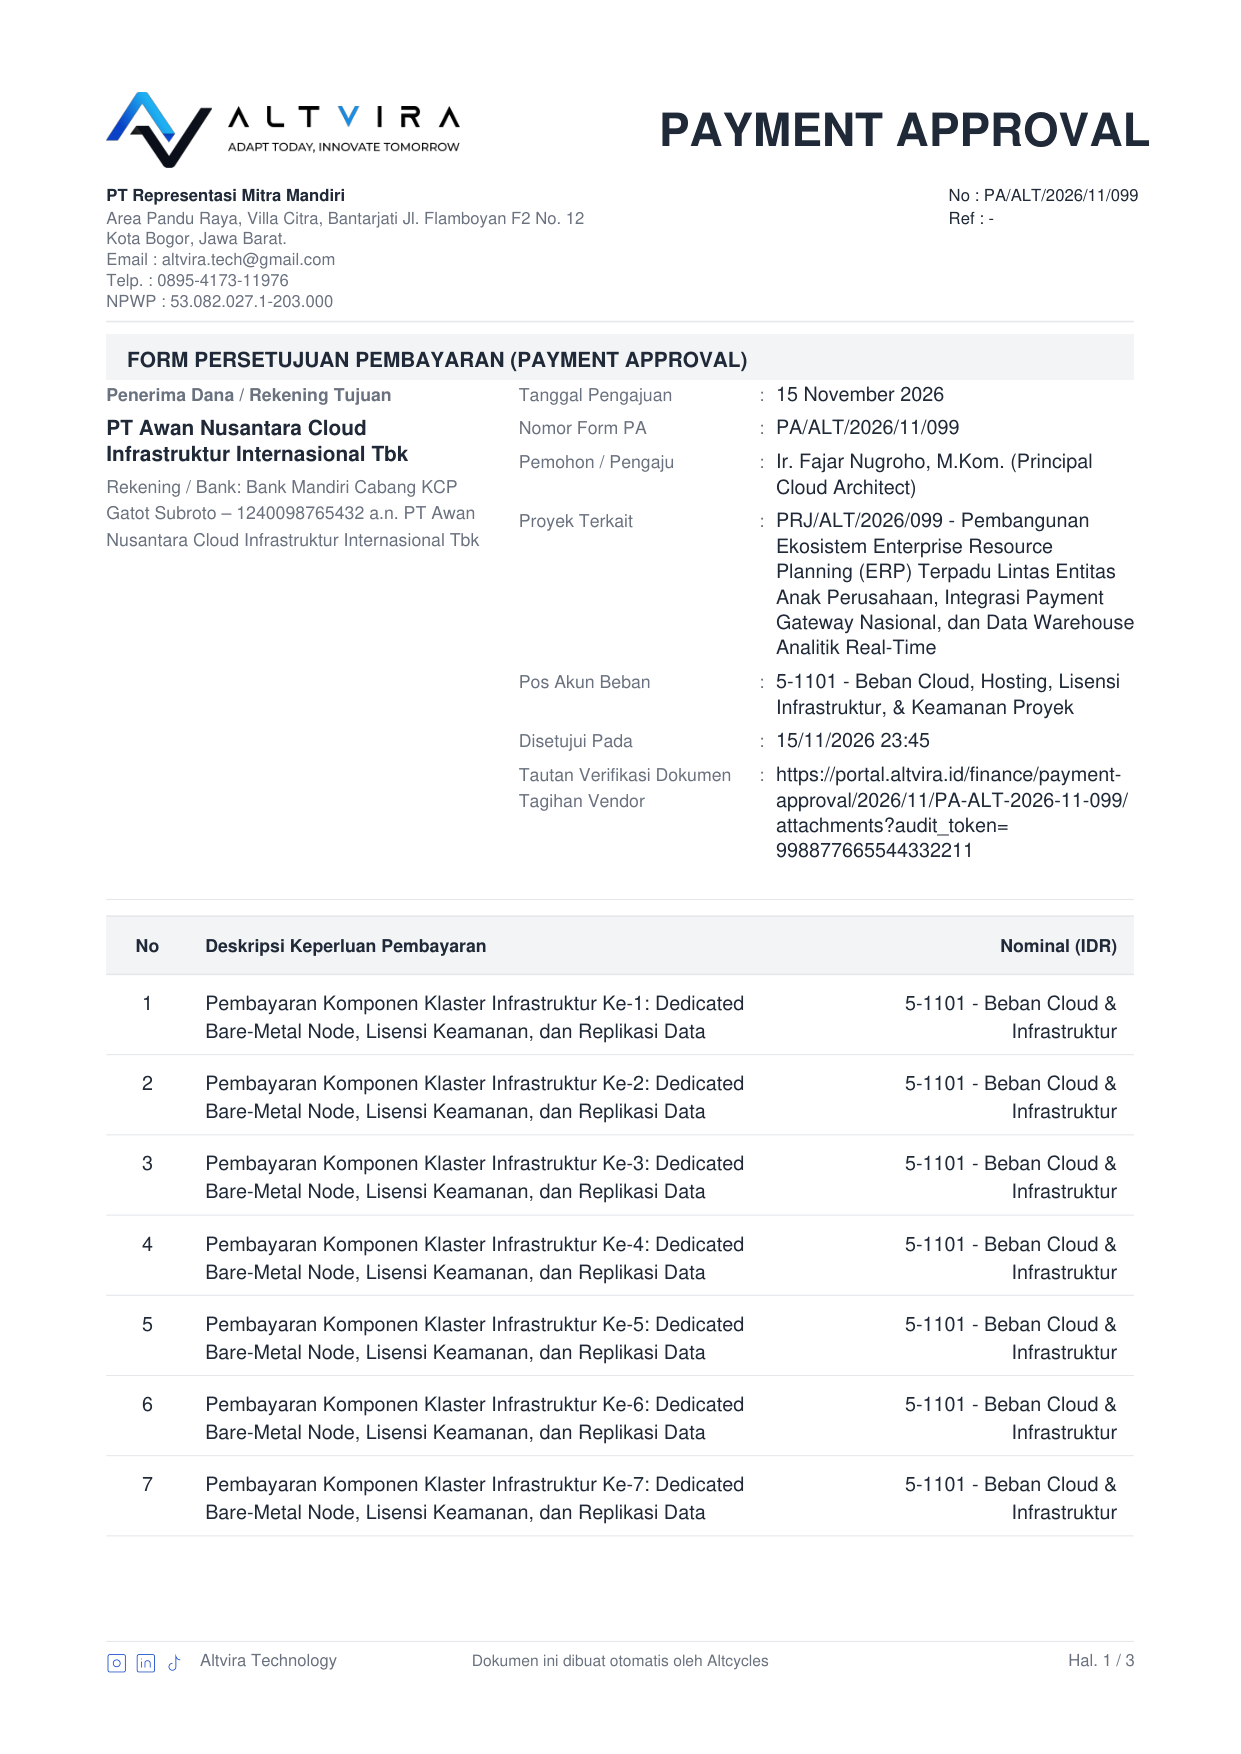 ALTVIRA
ADAPT TODAY, INNOVATE TOMORROW
PAYMENT APPROVAL
PT Representasi Mitra Mandiri
Area Pandu Raya, Villa Citra, Bantarjati Jl. Flamboyan F2 No. 12
Kota Bogor, Jawa Barat.
Email : altvira.tech@gmail.com
Telp. : 0895-4173-11976
NPWP : 53.082.027.1-203.000
No : PA/ALT/2026/11/099
Ref : -
FORM PERSETUJUAN PEMBAYARAN (PAYMENT APPROVAL)
Penerima Dana / Rekening Tujuan
PT Awan Nusantara Cloud
Infrastruktur Internasional Tbk
Rekening / Bank: Bank Mandiri Cabang KCP
Gatot Subroto – 1240098765432 a.n. PT Awan
Nusantara Cloud Infrastruktur Internasional Tbk
Tanggal Pengajuan : 15 November 2026
Nomor Form PA : PA/ALT/2026/11/099
Pemohon / Pengaju : Ir. Fajar Nugroho, M.Kom. (Principal
Cloud Architect)
Proyek Terkait : PRJ/ALT/2026/099 - Pembangunan
Ekosistem Enterprise Resource
Planning (ERP) Terpadu Lintas Entitas
Anak Perusahaan, Integrasi Payment
Gateway Nasional, dan Data Warehouse
Analitik Real-Time
Pos Akun Beban : 5-1101 - Beban Cloud, Hosting, Lisensi
Infrastruktur, & Keamanan Proyek
Disetujui Pada : 15/11/2026 23:45
Tautan Verifikasi Dokumen : https://portal.altvira.id/finance/payment-
Tagihan Vendor approval/2026/11/PA-ALT-2026-11-099/
attachments?audit_token=
998877665544332211
No Deskripsi Keperluan Pembayaran Nominal (IDR)
1 Pembayaran Komponen Klaster Infrastruktur Ke-1: Dedicated 5-1101 - Beban Cloud &
Bare-Metal Node, Lisensi Keamanan, dan Replikasi Data Infrastruktur
2 Pembayaran Komponen Klaster Infrastruktur Ke-2: Dedicated 5-1101 - Beban Cloud &
Bare-Metal Node, Lisensi Keamanan, dan Replikasi Data Infrastruktur
3 Pembayaran Komponen Klaster Infrastruktur Ke-3: Dedicated 5-1101 - Beban Cloud &
Bare-Metal Node, Lisensi Keamanan, dan Replikasi Data Infrastruktur
4 Pembayaran Komponen Klaster Infrastruktur Ke-4: Dedicated 5-1101 - Beban Cloud &
Bare-Metal Node, Lisensi Keamanan, dan Replikasi Data Infrastruktur
5 Pembayaran Komponen Klaster Infrastruktur Ke-5: Dedicated 5-1101 - Beban Cloud &
Bare-Metal Node, Lisensi Keamanan, dan Replikasi Data Infrastruktur
6 Pembayaran Komponen Klaster Infrastruktur Ke-6: Dedicated 5-1101 - Beban Cloud &
Bare-Metal Node, Lisensi Keamanan, dan Replikasi Data Infrastruktur
7 Pembayaran Komponen Klaster Infrastruktur Ke-7: Dedicated 5-1101 - Beban Cloud &
Bare-Metal Node, Lisensi Keamanan, dan Replikasi Data Infrastruktur
Altvira Technology Dokumen ini dibuat otomatis oleh Altcycles Hal. 1 / 3